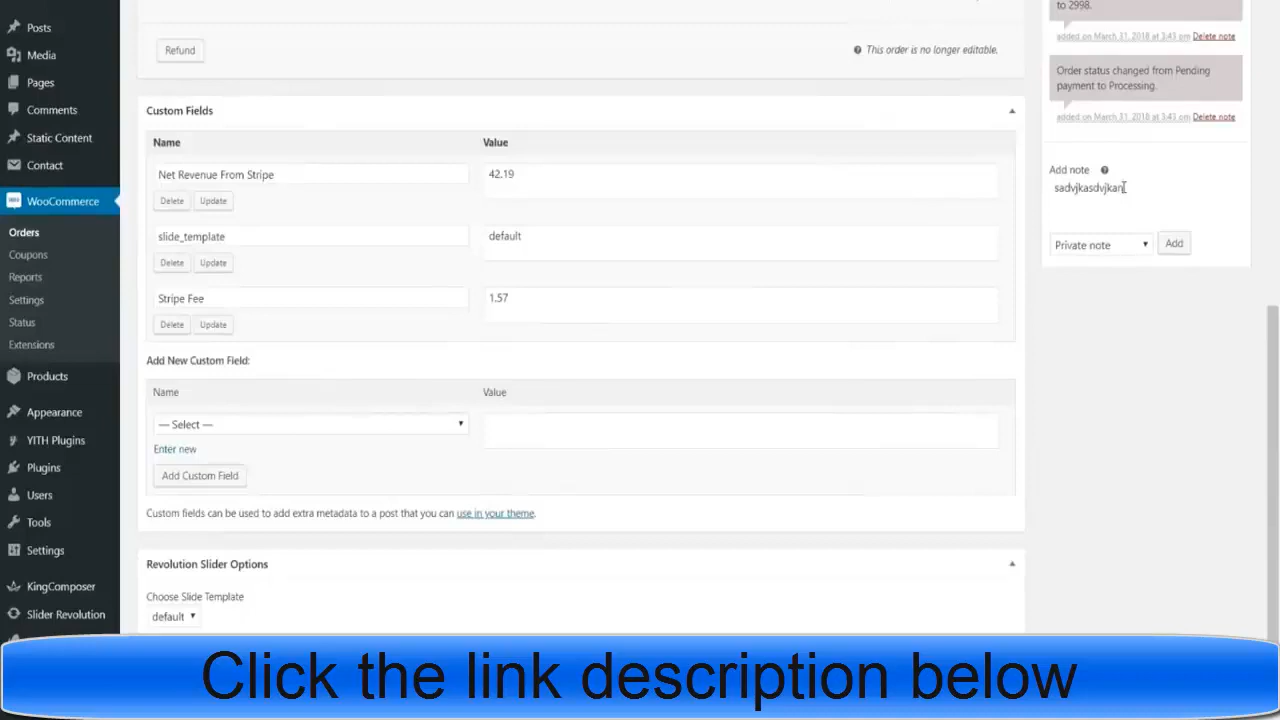 Posts
Media
Pages
Comments
Static Content
Contact
WooCommerce
Orders
Coupons
Reports
Settings
Status
Extensions
Products
Appearance
YITH Plugins
Plugins
Users
Tools
Settings
KingComposer
Slider Revolution
Refund
This order is no longer editable.
Custom Fields
Name Value
Net Revenue From Stripe 42.19
Delete Update
slide_template default
Delete Update
Stripe Fee 1.57
Delete Update
Add New Custom Field:
Name Value
— Select —
Enter new
Add Custom Field
Custom fields can be used to add extra metadata to a post that you can use in your theme.
Revolution Slider Options
Choose Slide Template
default
to 2998.
added on March 31, 2018 at 3:43 pm Delete note
Order status changed from Pending
payment to Processing.
added on March 31, 2018 at 3:43 pm Delete note
Add note
sadvjkasdvjkan
Private note Add
Click the link description below